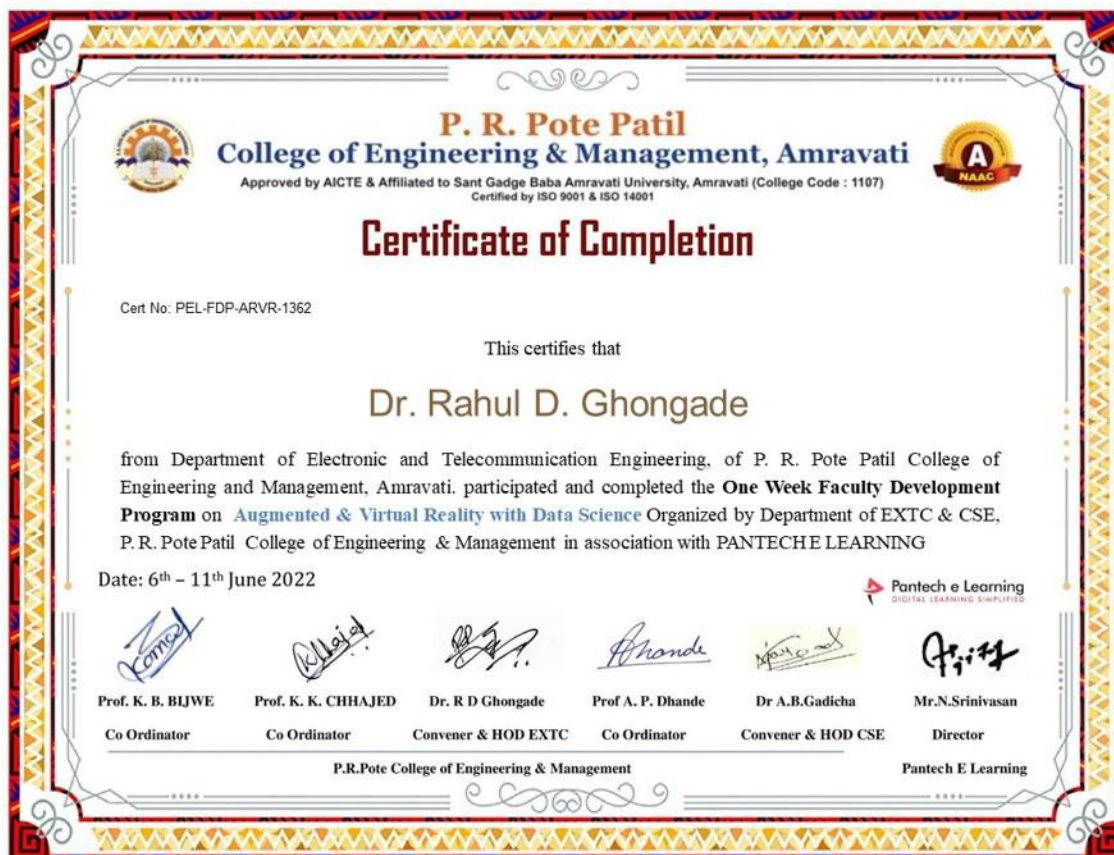 P. R. Pote Patil
College of Engineering & Management, Amravati
Approved by AICTE & Affiliated to Sant Gadge Baba Amravati University, Amravati (College Code : 1107)
Certified by ISO 9001 & ISO 14001
A
NAAC
Certificate of Completion
Cert No: PEL-FDP-ARVR-1362
This certifies that
Dr. Rahul D. Ghongade
from Department of Electronic and Telecommunication Engineering, of P. R. Pote Patil College of
Engineering and Management, Amravati. participated and completed the One Week Faculty Development
Program on Augmented & Virtual Reality with Data Science Organized by Department of EXTC & CSE,
P. R. Pote Patil College of Engineering & Management in association with PANTECH E LEARNING
Date: 6th – 11th June 2022
Pantech e Learning
DIGITAL LEARNING SIMPLIFIED
Dhande
Prof. K. B. BIJWE Prof. K. K. CHHAJED Dr. R D Ghongade Prof A. P. Dhande Dr A.B.Gadicha Mr.N.Srinivasan
Co Ordinator Co Ordinator Convener & HOD EXTC Co Ordinator Convener & HOD CSE Director
P.R.Pote College of Engineering & Management Pantech E Learning